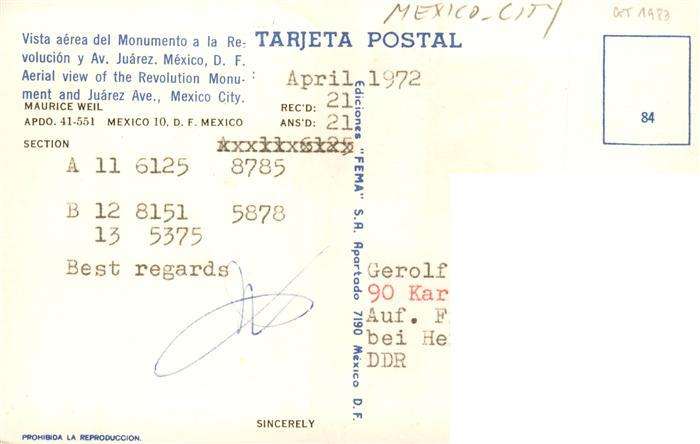 MEXICO-CITY
OCT 1983
Vista aérea del Monumento a la Re-
volución y Av. Juárez. México, D. F.
Aerial view of the Revolution Monu-
ment and Juárez Ave., Mexico City.
TARJETA POSTAL
84
April 1972
MAURICE WEIL
APDO. 41-551 MEXICO 10, D. F. MEXICO
REC'D: 21
ANS'D: 21
SECTION
A 11 6125 8785
B 12 8151 5878
13 5375
Best regards
Ediciones "FEMA" S.A. Apartado 7190 México D. F.
Gerolf
90 Kar
Auf. F
bei He
DDR
SINCERELY
PROHIBIDA LA REPRODUCCION.